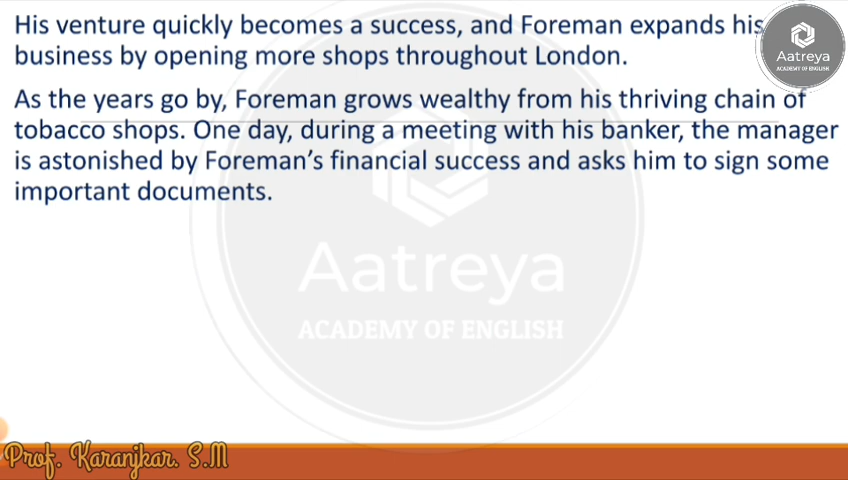 His venture quickly becomes a success, and Foreman expands his
business by opening more shops throughout London.
As the years go by, Foreman grows wealthy from his thriving chain of
tobacco shops. One day, during a meeting with his banker, the manager
is astonished by Foreman’s financial success and asks him to sign some
important documents.
Aatreya
ACADEMY OF ENGLISH
Aatreya
ACADEMY OF ENGLISH
Prof. Karanjkar. S.M